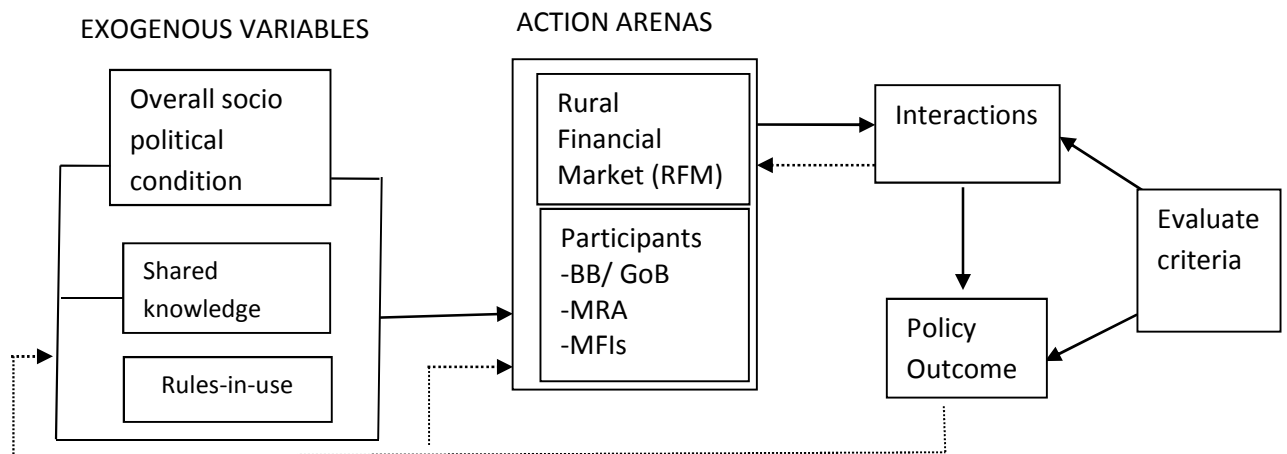 EXOGENOUS VARIABLES
ACTION ARENAS
Overall socio
political
condition
Shared
knowledge
Rules-in-use
Rural
Financial
Market (RFM)
Participants
-BB/ GoB
-MRA
-MFIs
Interactions
Policy
Outcome
Evaluate
criteria